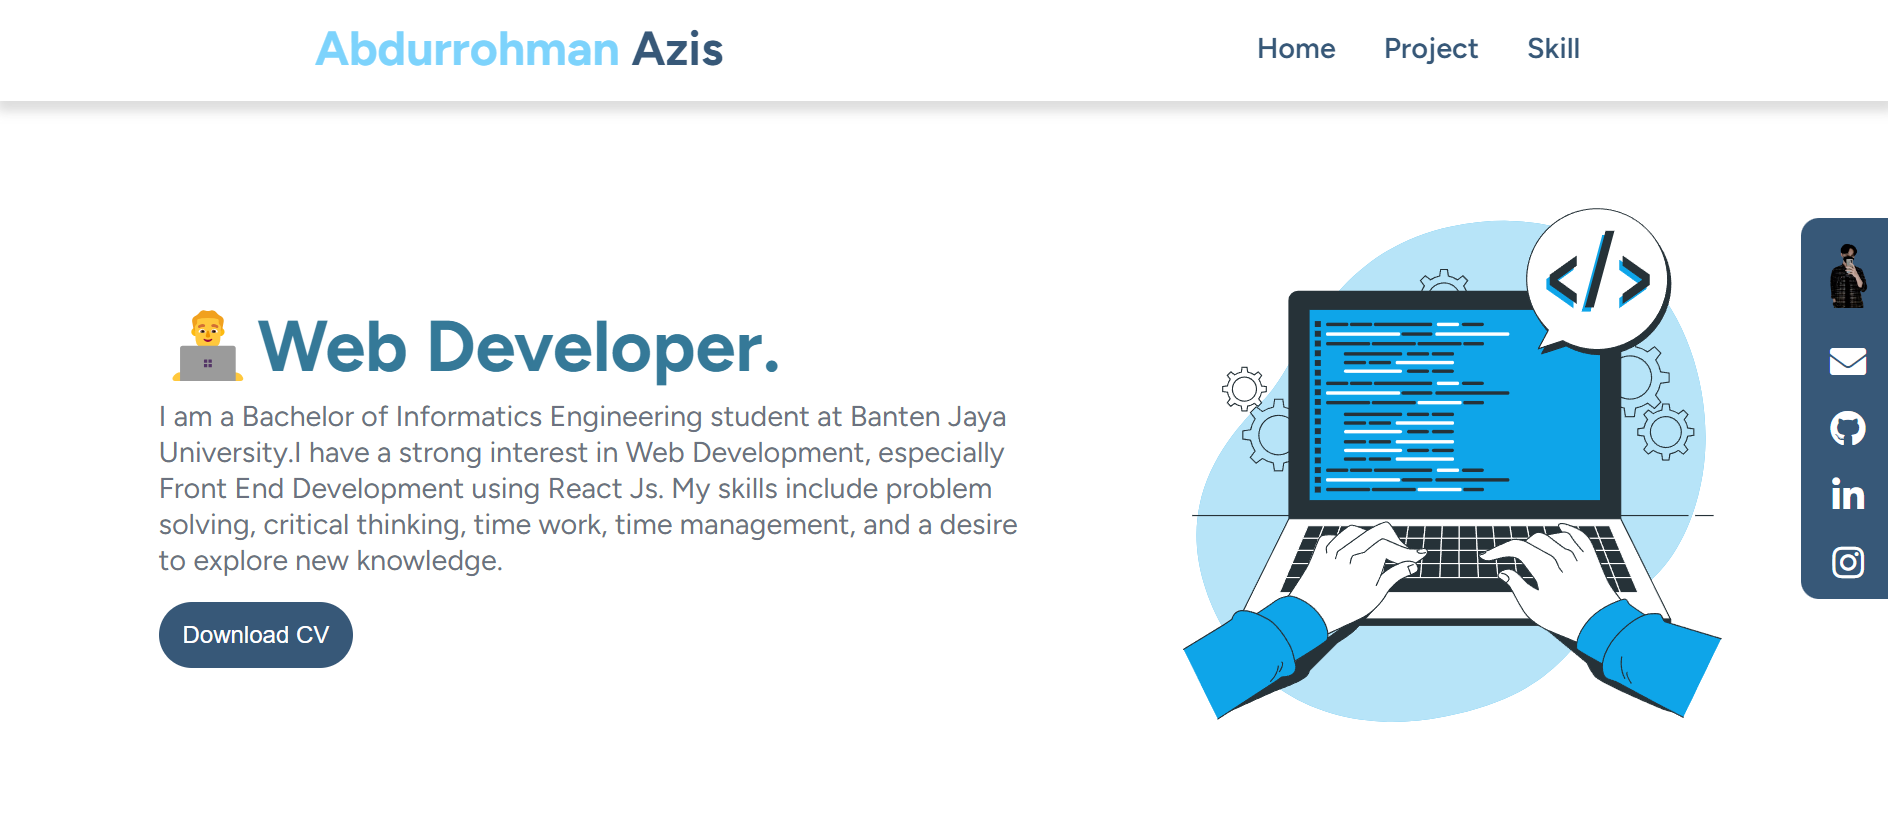 Abdurrohman Azis
Home Project Skill
Web Developer.
I am a Bachelor of Informatics Engineering student at Banten Jaya
University.I have a strong interest in Web Development, especially
Front End Development using React Js. My skills include problem
solving, critical thinking, time work, time management, and a desire
to explore new knowledge.
Download CV
</>
in